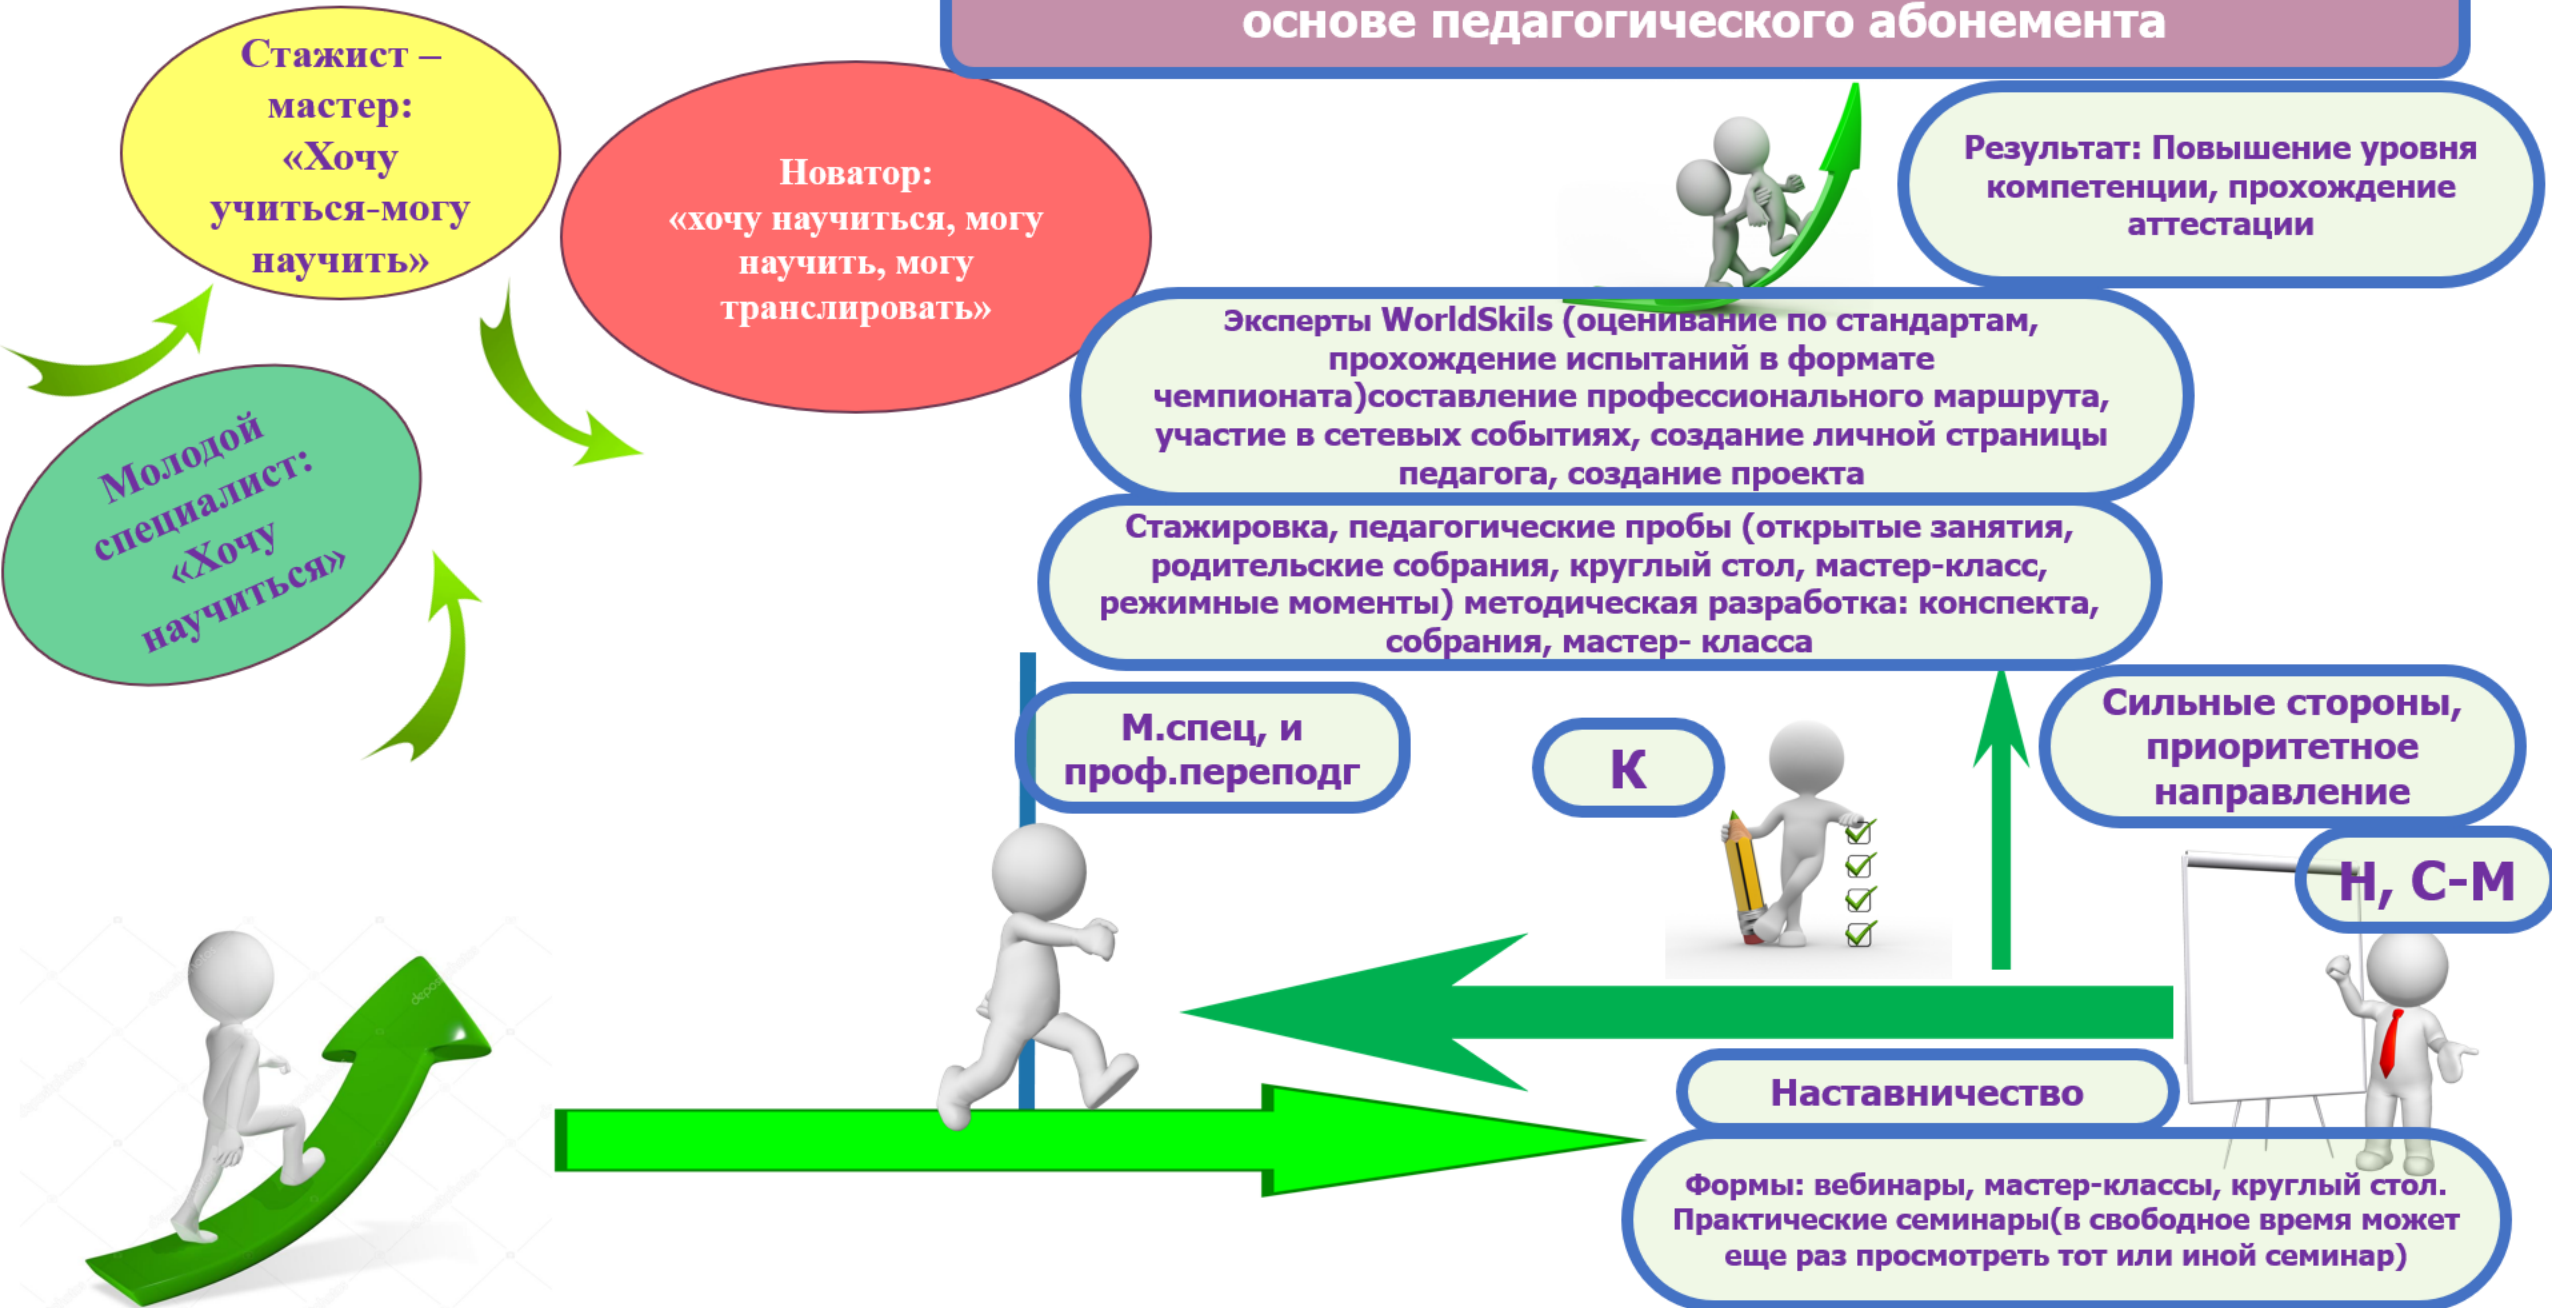 основе педагогического абонемента
Стажист –
мастер:
«Хочу
учиться-могу
научить»
Новатор:
«хочу научиться, могу
научить, могу
транслировать»
Молодой
специалист:
«Хочу
научиться»
Результат: Повышение уровня
компетенции, прохождение
аттестации
Эксперты WorldSkils (оценивание по стандартам,
прохождение испытаний в формате
чемпионата)составление профессионального маршрута,
участие в сетевых событиях, создание личной страницы
педагога, создание проекта
Стажировка, педагогические пробы (открытые занятия,
родительские собрания, круглый стол, мастер-класс,
режимные моменты) методическая разработка: конспекта,
собрания, мастер- класса
М.спец, и
проф.переподг
К
Сильные стороны,
приоритетное
направление
Н, С-М
Наставничество
Формы: вебинары, мастер-классы, круглый стол.
Практические семинары(в свободное время может
еще раз просмотреть тот или иной семинар)